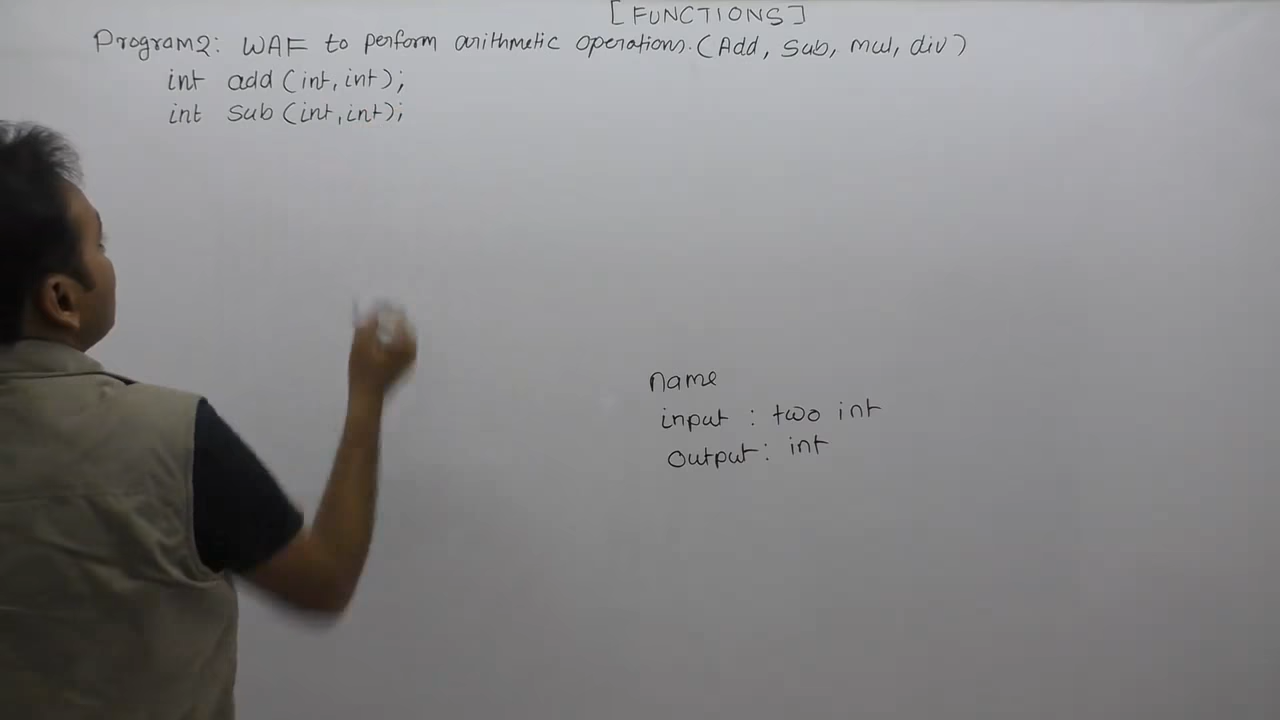 [FUNCTIONS]
Program2: WAF to perform arithmetic operations. (Add, Sub, mul, div)
int add (int, int);
int sub (int, int);
name
input : two int
output: int